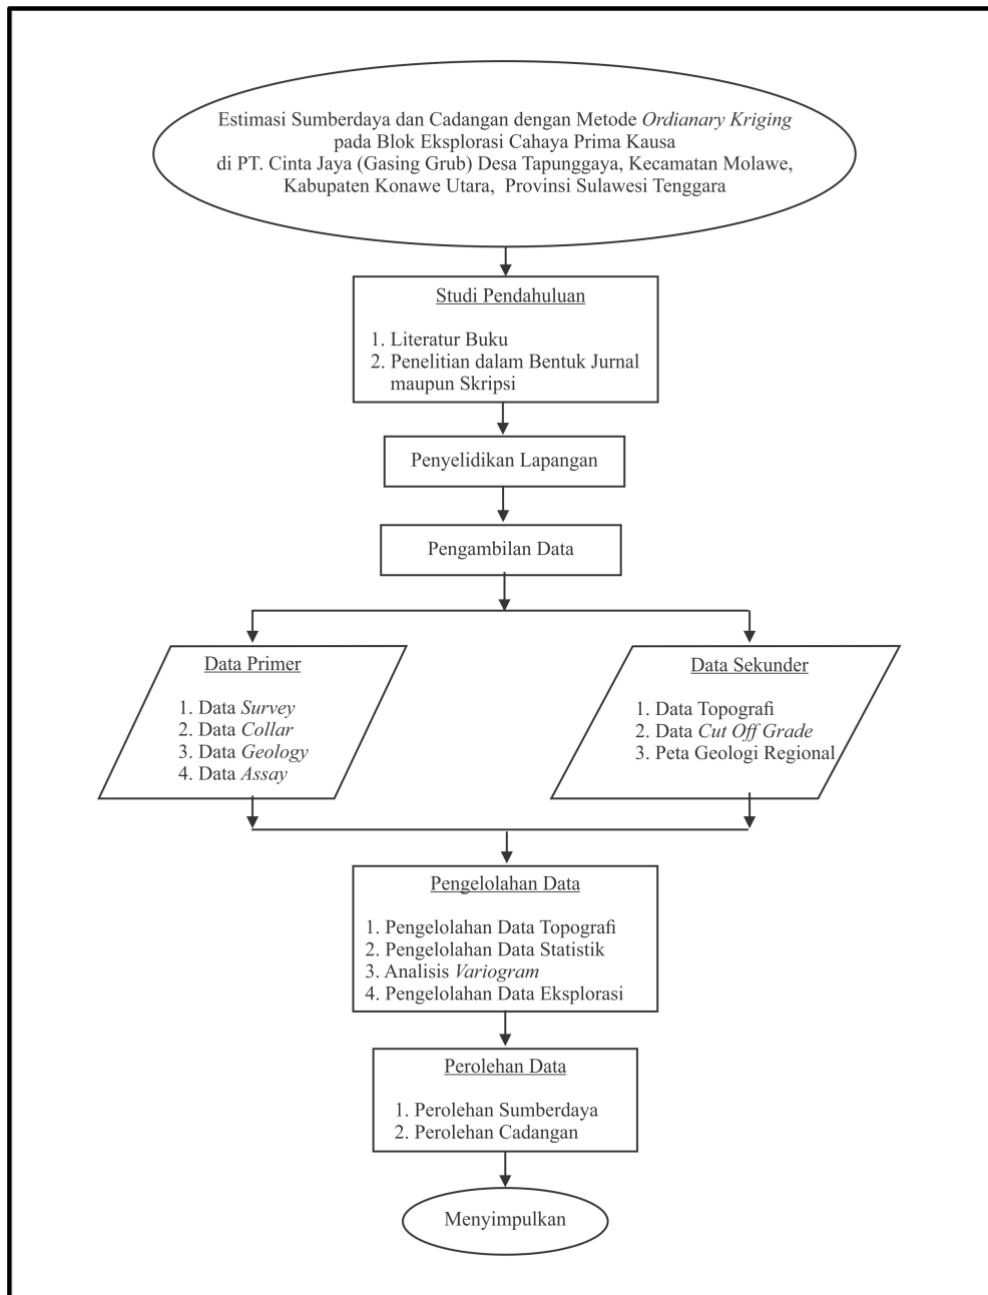 Estimasi Sumberdaya dan Cadangan dengan Metode Ordianary Kriging
pada Blok Eksplorasi Cahaya Prima Kausa
di PT. Cinta Jaya (Gasing Grub) Desa Tapunggaya, Kecamatan Molawe,
Kabupaten Konawe Utara, Provinsi Sulawesi Tenggara
Studi Pendahuluan
1. Literatur Buku
2. Penelitian dalam Bentuk Jurnal
maupun Skripsi
Penyelidikan Lapangan
Pengambilan Data
Data Primer
1. Data Survey
2. Data Collar
3. Data Geology
4. Data Assay
Data Sekunder
1. Data Topografi
2. Data Cut Off Grade
3. Peta Geologi Regional
Pengelolahan Data
1. Pengelolahan Data Topografi
2. Pengelolahan Data Statistik
3. Analisis Variogram
4. Pengelolahan Data Eksplorasi
Perolehan Data
1. Perolehan Sumberdaya
2. Perolehan Cadangan
Menyimpulkan